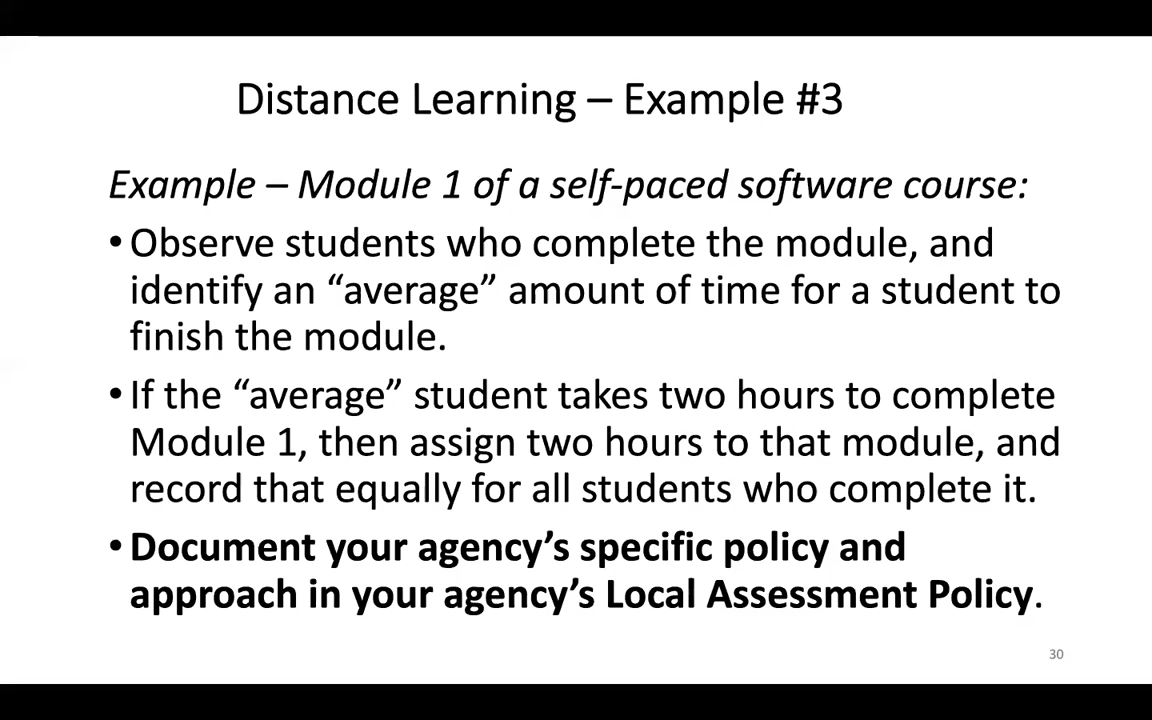 Distance Learning – Example #3
Example – Module 1 of a self-paced software course:
•Observe students who complete the module, and
identify an “average” amount of time for a student to
finish the module.
•If the “average” student takes two hours to complete
Module 1, then assign two hours to that module, and
record that equally for all students who complete it.
•Document your agency’s specific policy and
approach in your agency’s Local Assessment Policy.
30